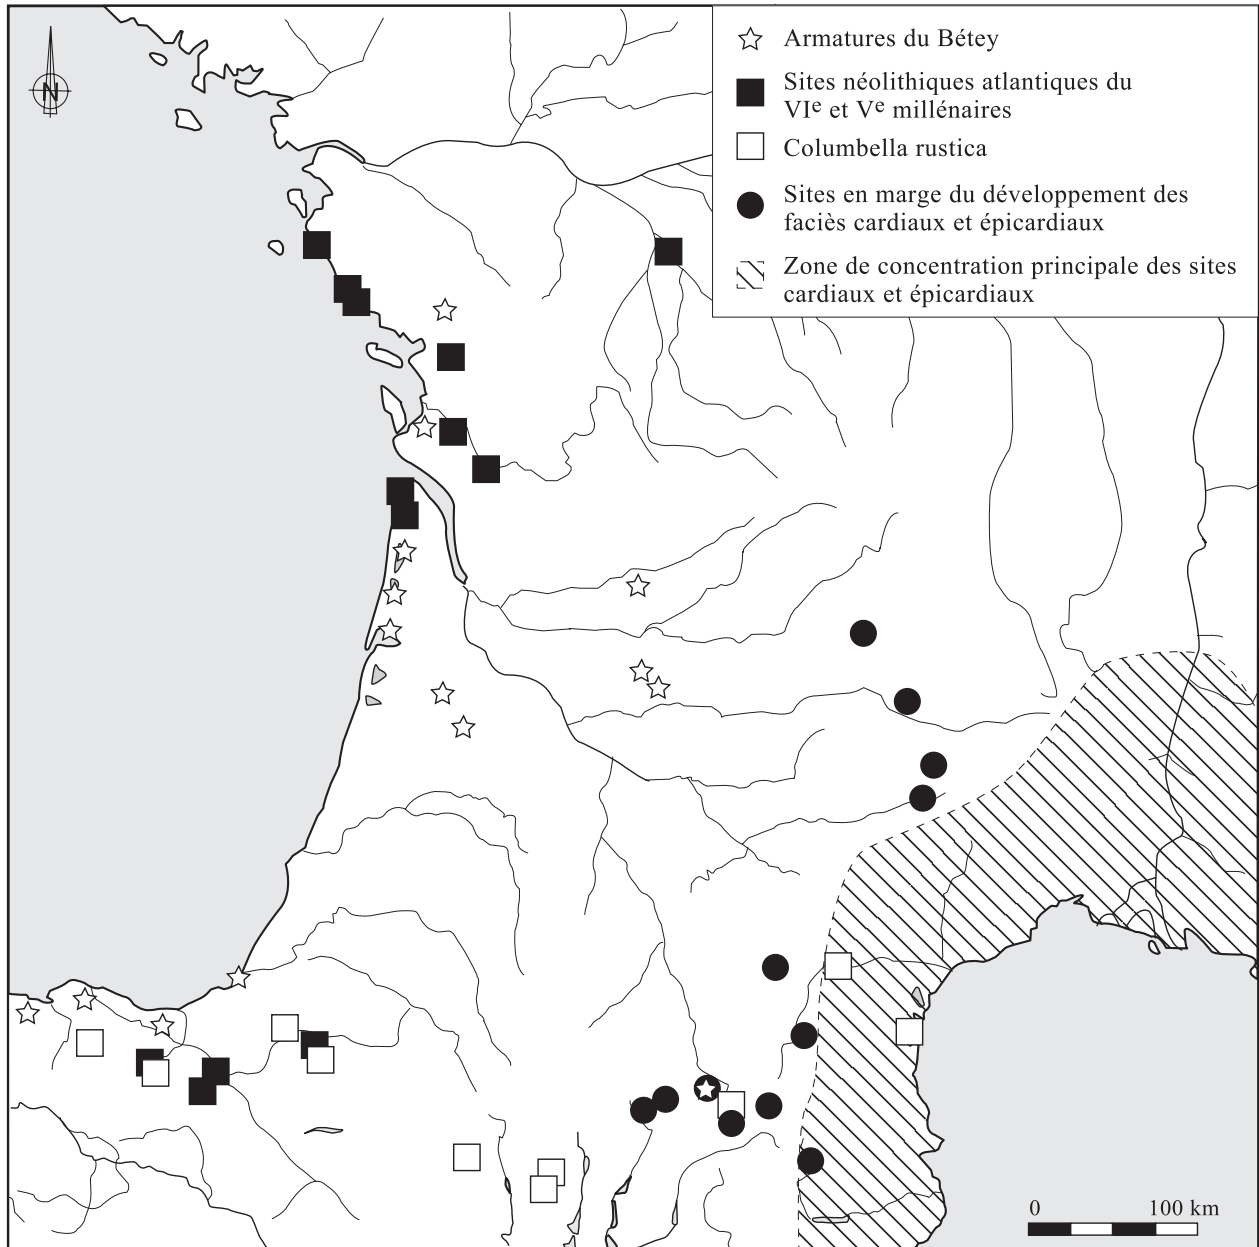 N
Armatures du Bétey
Sites néolithiques atlantiques du
VIe et Ve millénaires
Columbella rustica
Sites en marge du développement des
faciès cardiaux et épicardiaux
Zone de concentration principale des sites
cardiaux et épicardiaux
0 100 km